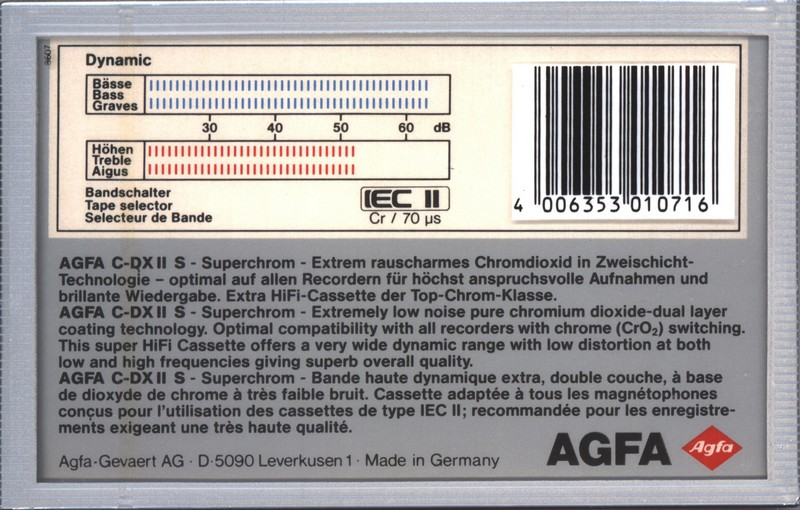 8607
Dynamic
Bässe
Bass
Graves
30 40 50 60 dB
Höhen
Treble
Aigus
Bandschalter
Tape selector
Selecteur de Bande
IEC II
Cr / 70 µs
4 006353 010716
AGFA C-DX II S - Superchrom - Extrem rauscharmes Chromdioxid in Zweischicht-
Technologie – optimal auf allen Recordern für höchst anspruchsvolle Aufnahmen und
brillante Wiedergabe. Extra HiFi-Cassette der Top-Chrom-Klasse.
AGFA C-DX II S - Superchrom - Extremely low noise pure chromium dioxide-dual layer
coating technology. Optimal compatibility with all recorders with chrome (CrO₂) switching.
This super HiFi Cassette offers a very wide dynamic range with low distortion at both
low and high frequencies giving superb overall quality.
AGFA C-DX II S - Superchrom - Bande haute dynamique extra, double couche, à base
de dioxyde de chrome à très faible bruit. Cassette adaptée à tous les magnétophones
conçus pour l'utilisation des cassettes de type IEC II; recommandée pour les enregistre-
ments exigeant une très haute qualité.
Agfa-Gevaert AG · D-5090 Leverkusen 1 · Made in Germany
AGFA Agfa